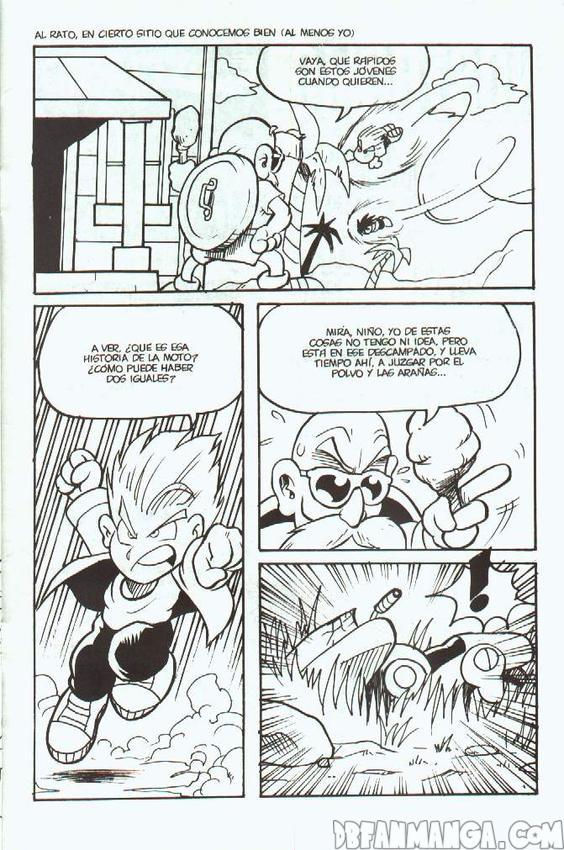 AL RATO, EN CIERTO SITIO QUE CONOCEMOS BIEN (AL MENOS YO)
VAYA, QUÉ RÁPIDOS
SON ESTOS JÓVENES
CUANDO QUIEREN...
A VER, ¿QUE ES ESA
HISTORIA DE LA MOTO?
¿CÓMO PUEDE HABER
DOS IGUALES?
MIRA, NIÑO, YO DE ESTAS
COSAS NO TENGO NI IDEA, PERO
ESTÁ EN ESE DESCAMPADO, Y LLEVA
TIEMPO AHÍ, A JUZGAR POR EL
POLVO Y LAS ARAÑAS...
!
DBFANMANGA.COM